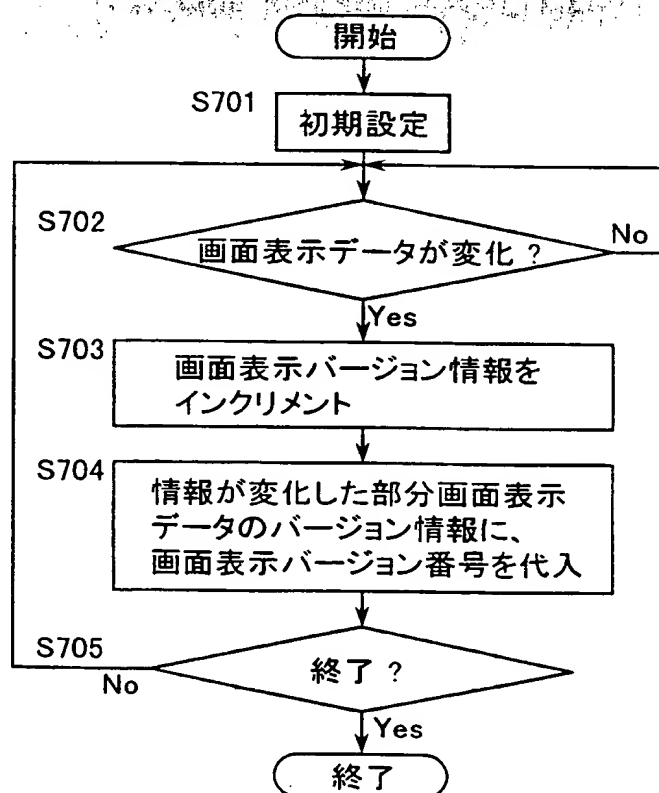 開始
S701
初期設定
S702
画面表示データが変化?
No
Yes
S703
画面表示バージョン情報を
インクリメント
S704
情報が変化した部分画面表示
データのバージョン情報に、
画面表示バージョン番号を代入
S705
終了?
No
Yes
終了